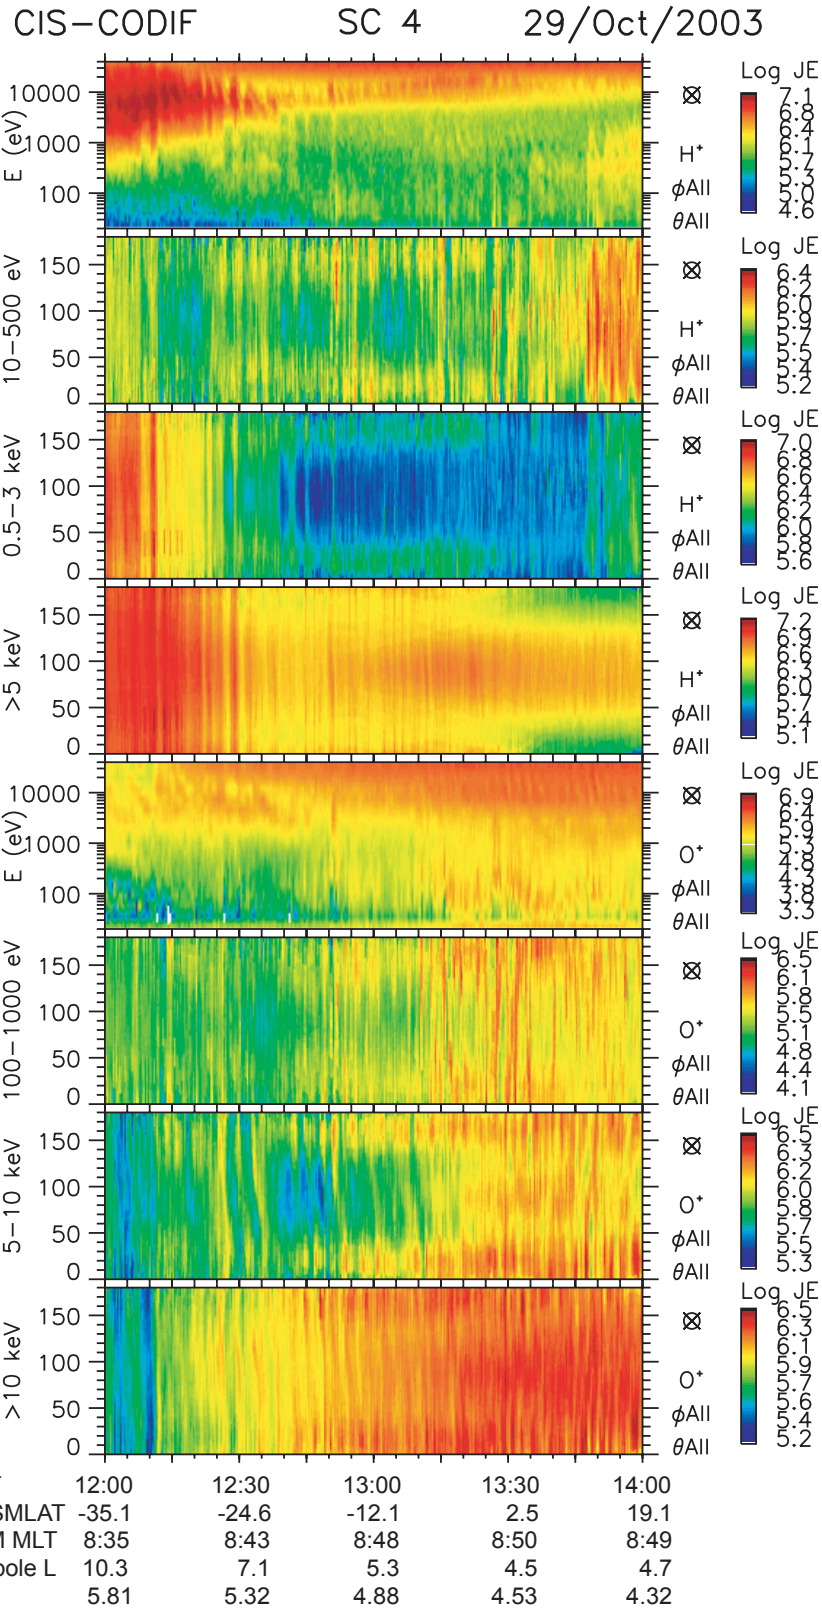 CIS-CODIF SC 4 29/Oct/2003
Log JE
E (eV)
10000
1000
100
⊗
H⁺
ϕAll
θAll
7.1
6.8
6.4
6.1
5.7
5.3
5.0
4.6
Log JE
10-500 eV
150
100
50
0
⊗
H⁺
ϕAll
θAll
6.4
6.2
6.0
5.9
5.7
5.5
5.4
5.2
Log JE
0.5-3 keV
150
100
50
0
⊗
H⁺
ϕAll
θAll
7.0
6.8
6.6
6.4
6.2
6.0
5.8
5.6
Log JE
>5 keV
150
100
50
0
⊗
H⁺
ϕAll
θAll
7.2
6.9
6.6
6.3
6.0
5.7
5.4
5.1
Log JE
E (eV)
10000
1000
100
⊗
O⁺
ϕAll
θAll
6.9
6.4
5.9
5.3
4.8
4.3
3.8
3.3
Log JE
100-1000 eV
150
100
50
0
⊗
O⁺
ϕAll
θAll
6.5
6.1
5.8
5.5
5.1
4.8
4.4
4.1
Log JE
5-10 keV
150
100
50
0
⊗
O⁺
ϕAll
θAll
6.5
6.3
6.2
6.0
5.8
5.7
5.5
5.3
Log JE
>10 keV
150
100
50
0
⊗
O⁺
ϕAll
θAll
6.5
6.3
6.1
5.9
5.7
5.6
5.4
5.2
12:00 12:30 13:00 13:30 14:00
SMLAT -35.1 -24.6 -12.1 2.5 19.1
M MLT 8:35 8:43 8:48 8:50 8:49
pole L 10.3 7.1 5.3 4.5 4.7
5.81 5.32 4.88 4.53 4.32